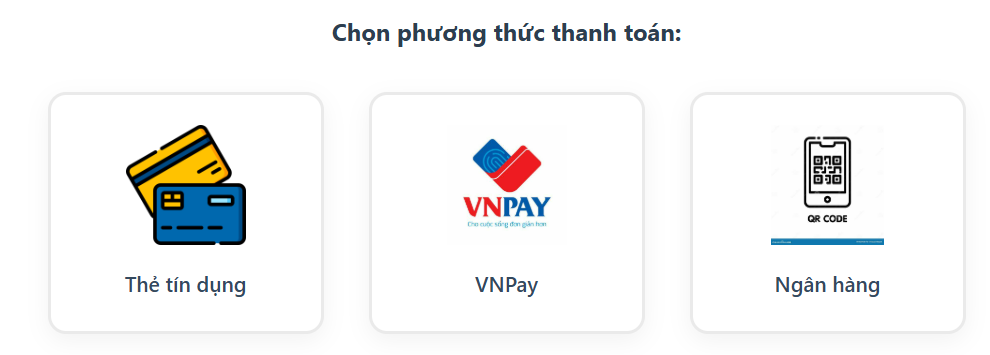 Chọn phương thức thanh toán:
VNPAY
Cho cuộc sống đơn giản hơn
QR CODE
Thẻ tín dụng
VNPay
Ngân hàng